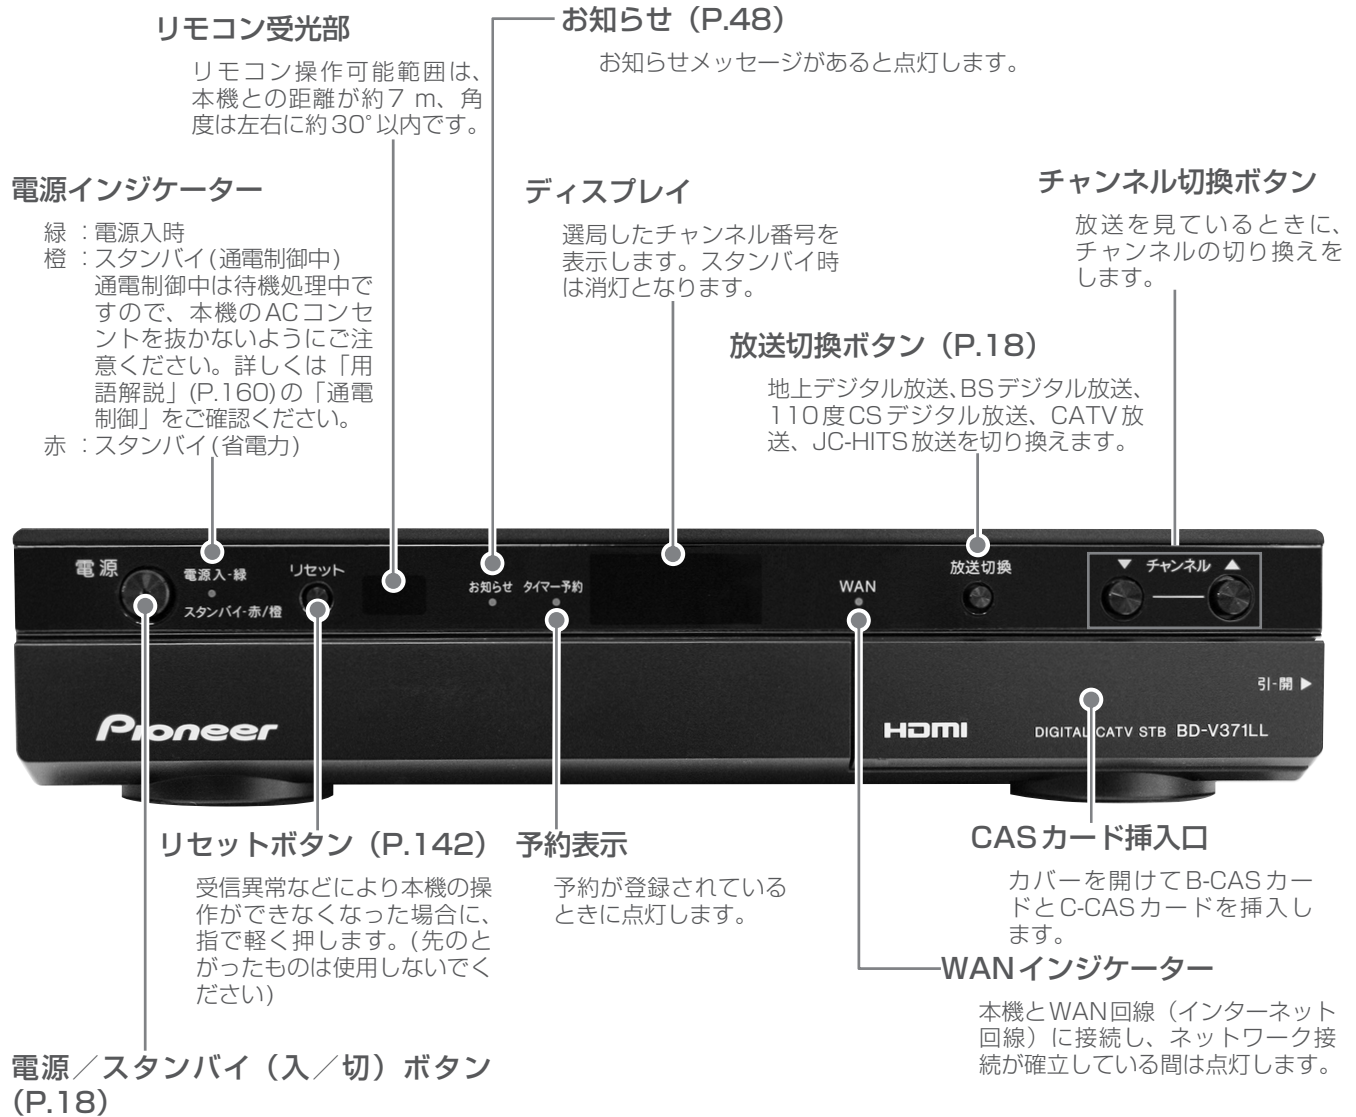 リモコン受光部
リモコン操作可能範囲は、
本機との距離が約7 m、角
度は左右に約30°以内です。
お知らせ（P.48）
お知らせメッセージがあると点灯します。
電源インジケーター
緑 ：電源入時
橙 ：スタンバイ(通電制御中)
通電制御中は待機処理中で
すので、本機のACコンセ
ントを抜かないようにご注
意ください。詳しくは「用
語解説」(P.160)の「通電
制御」をご確認ください。
赤 ：スタンバイ(省電力)
ディスプレイ
選局したチャンネル番号を
表示します。スタンバイ時
は消灯となります。
チャンネル切換ボタン
放送を見ているときに、
チャンネルの切り換えを
します。
放送切換ボタン（P.18）
地上デジタル放送、BSデジタル放送、
110度CSデジタル放送、CATV放
送、JC-HITS放送を切り換えます。
電源
電源入-緑
スタンバイ-赤/橙
リセット
お知らせ タイマー予約
WAN
放送切換
▼ チャンネル ▲
引-開 ▶
Pioneer
HDMI
DIGITAL CATV STB BD-V371LL
リセットボタン（P.142）
受信異常などにより本機の操
作ができなくなった場合に、
指で軽く押します。(先のと
がったものは使用しないでく
ださい)
予約表示
予約が登録されている
ときに点灯します。
CASカード挿入口
カバーを開けてB-CASカー
ドとC-CASカードを挿入し
ます。
WANインジケーター
本機とWAN回線（インターネット
回線）に接続し、ネットワーク接
続が確立している間は点灯します。
電源／スタンバイ（入／切）ボタン
(P.18)